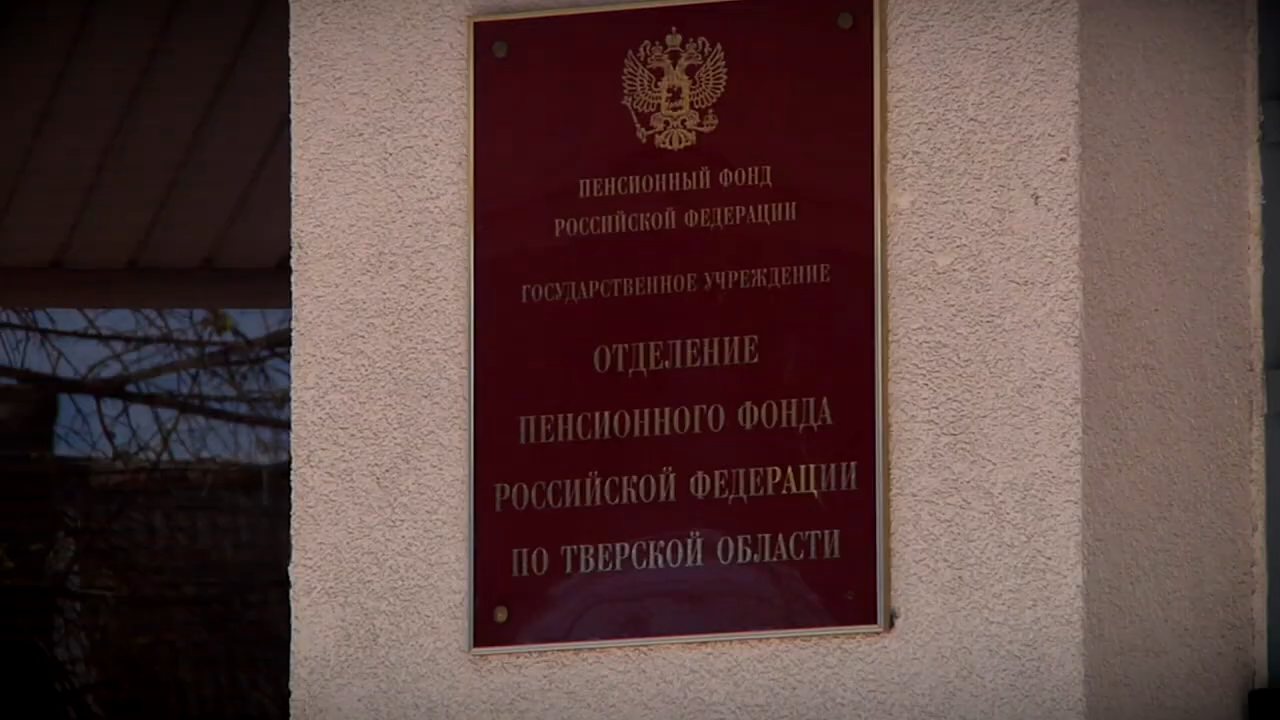 ПЕНСИОННЫЙ ФОНД
РОССИЙСКОЙ ФЕДЕРАЦИИ
ГОСУДАРСТВЕННОЕ УЧРЕЖДЕНИЕ
ОТДЕЛЕНИЕ
ПЕНСИОННОГО ФОНДА
РОССИЙСКОЙ ФЕДЕРАЦИИ
ПО ТВЕРСКОЙ ОБЛАСТИ